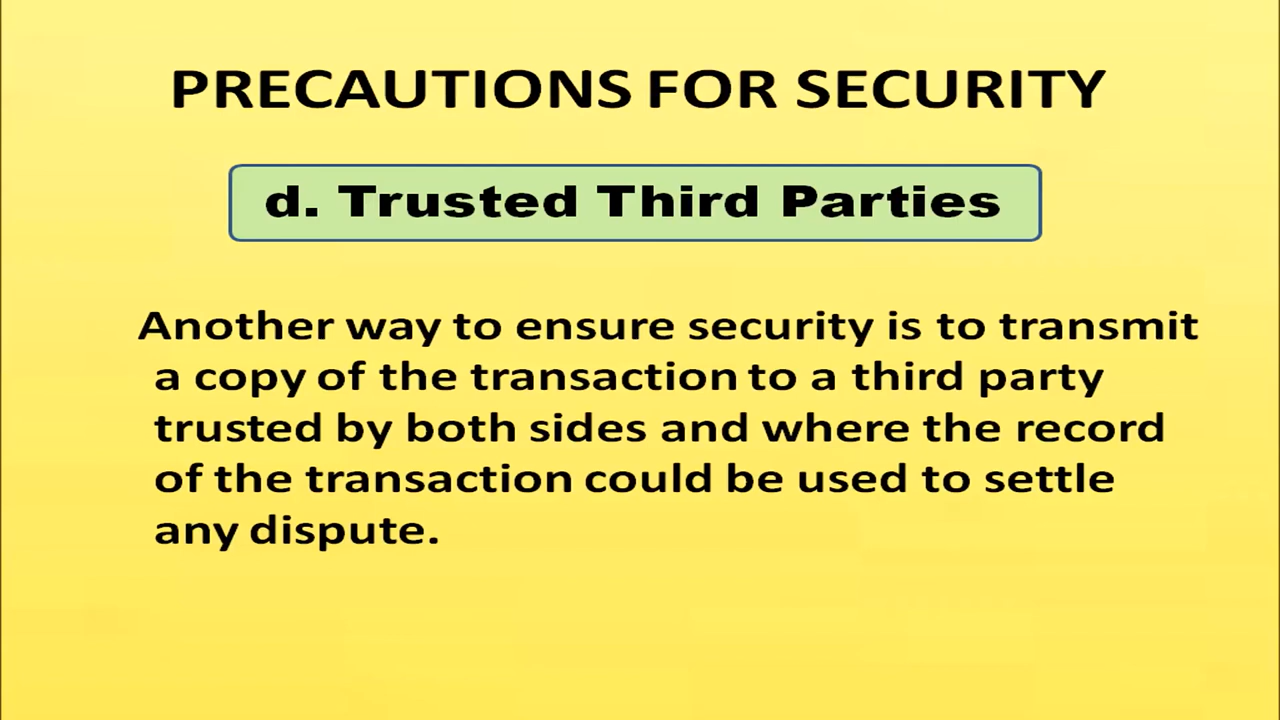 PRECAUTIONS FOR SECURITY
d. Trusted Third Parties
Another way to ensure security is to transmit
a copy of the transaction to a third party
trusted by both sides and where the record
of the transaction could be used to settle
any dispute.